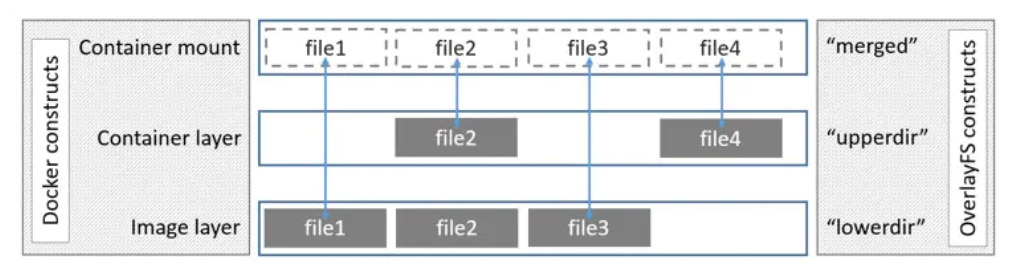 Docker constructs
Container mount
file1 file2 file3 file4
“merged”
Container layer
file2 file4
“upperdir”
Image layer
file1 file2 file3
“lowerdir”
OverlayFS constructs